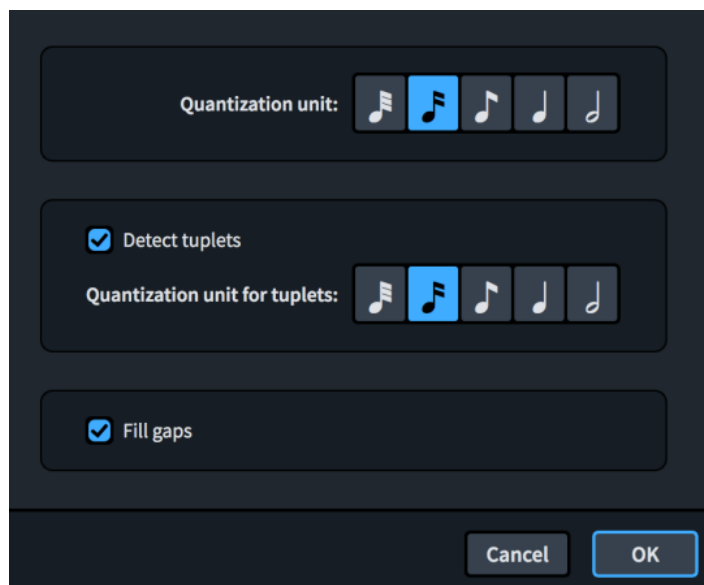 Quantization unit:
Detect tuplets
Quantization unit for tuplets:
Fill gaps
Cancel OK